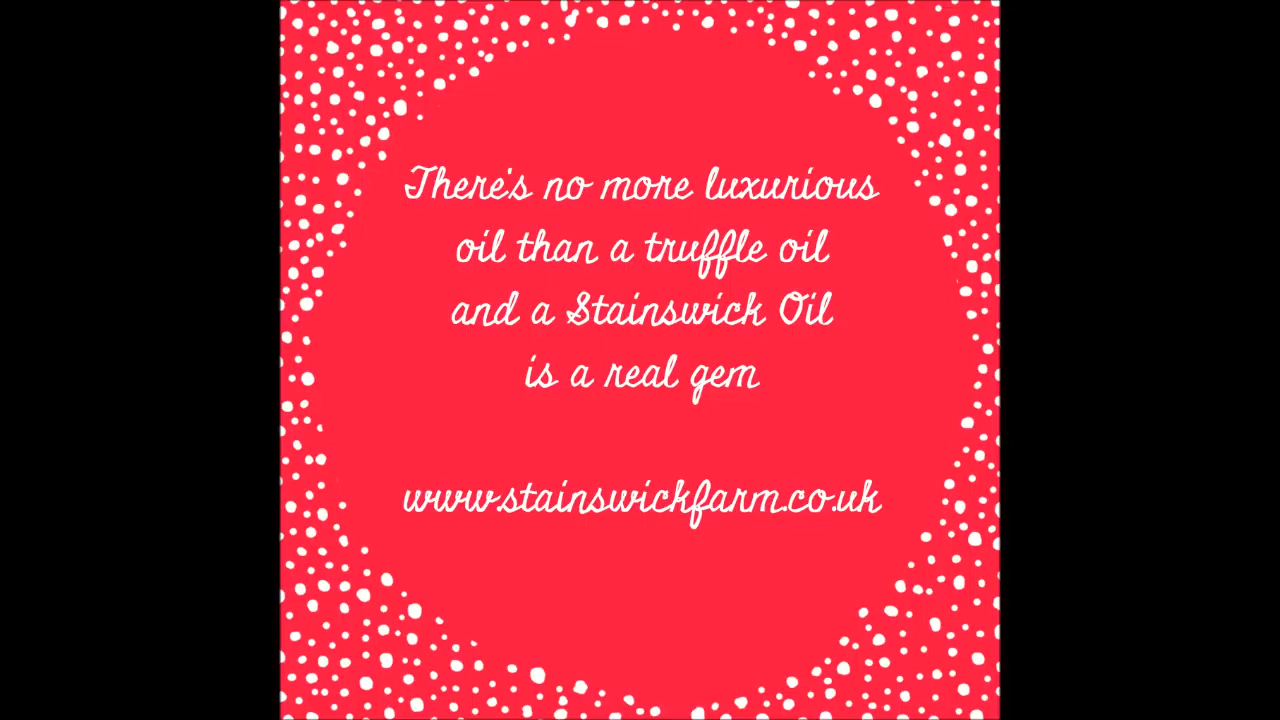 There's no more luxurious
oil than a truffle oil
and a Stainswick Oil
is a real gem
www.stainswickfarm.co.uk